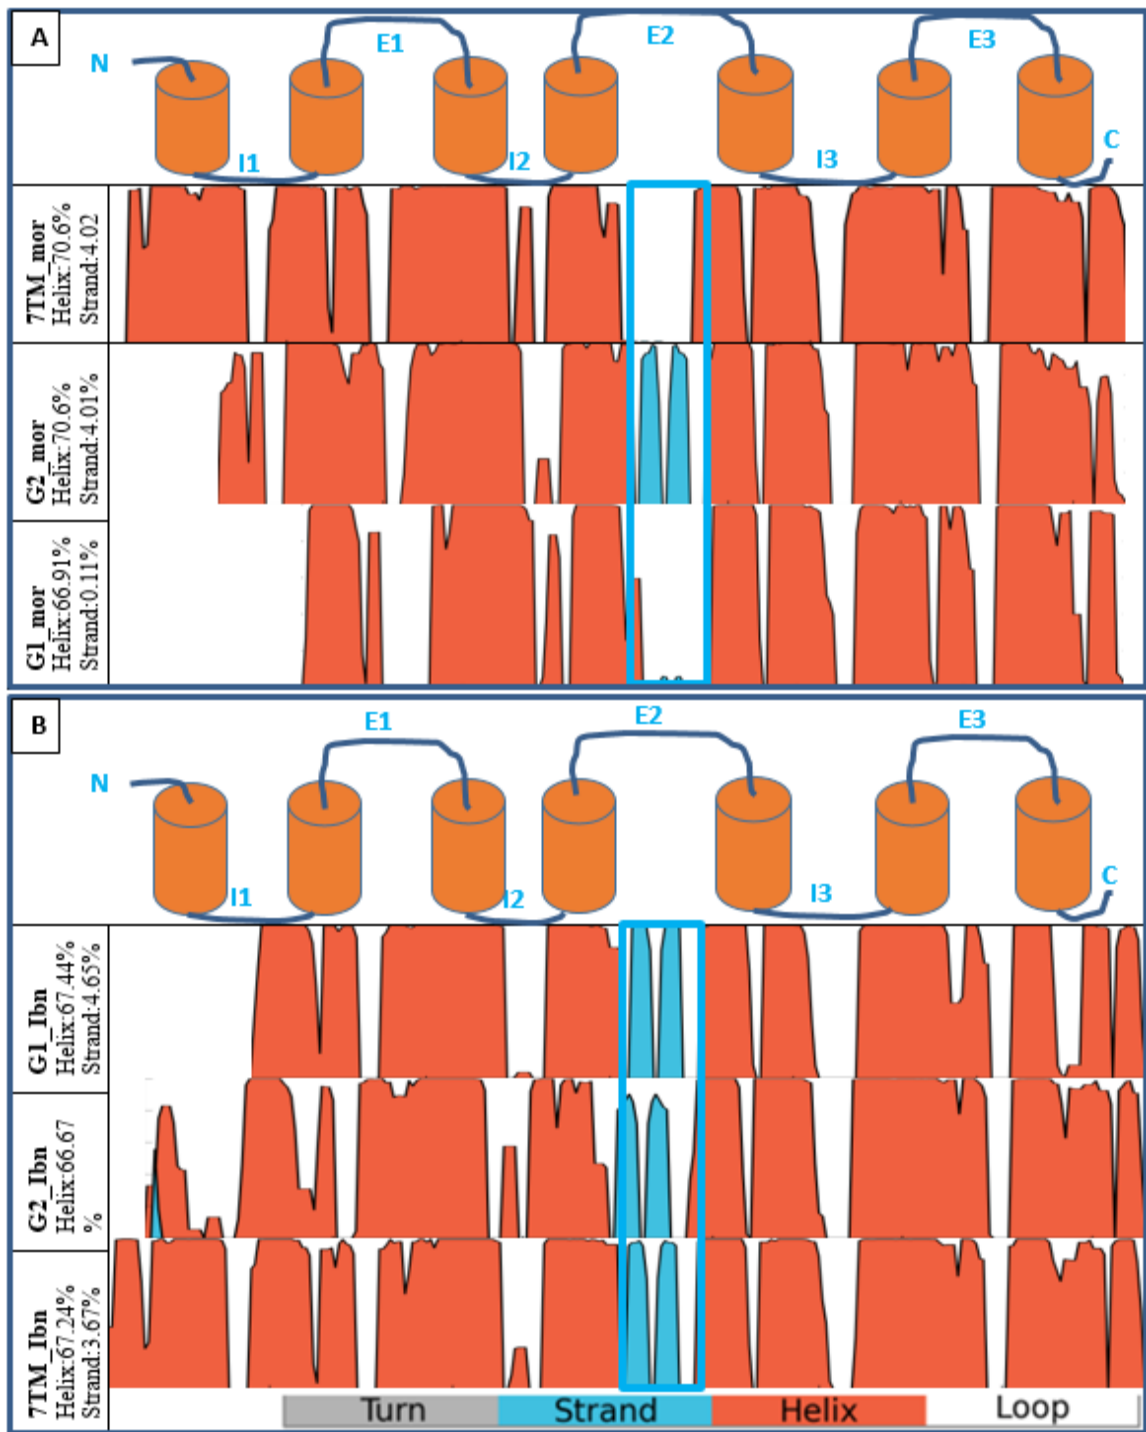 A
N
E1
E2
E3
I1
I2
I3
C
7TM_mor
Helix:70.6%
Strand:4.02
G2_mor
Helix:70.6%
Strand:4.01%
G1_mor
Helix:66.91%
Strand:0.11%
B
E1
E2
E3
N
I1
I2
I3
C
G1_Ibn
Helix:67.44%
Strand:4.65%
G2_Ibn
Helix:66.67
%
7TM_Ibn
Helix:67.24%
Strand:3.67%
Turn Strand Helix Loop